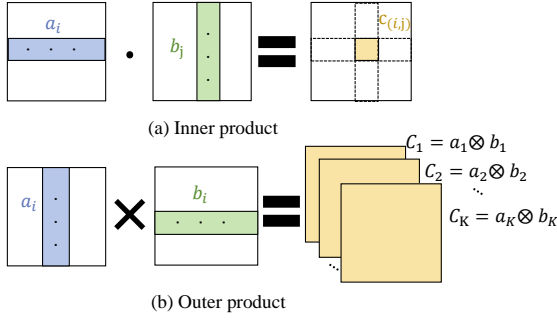 a_i
. . .
·
b_j
. . .
=
c_(i,j)
(a) Inner product
a_i
. . .
×
b_i
. . .
=
C_1 = a_1 ⊗ b_1
C_2 = a_2 ⊗ b_2
...
C_K = a_K ⊗ b_K
...
(b) Outer product